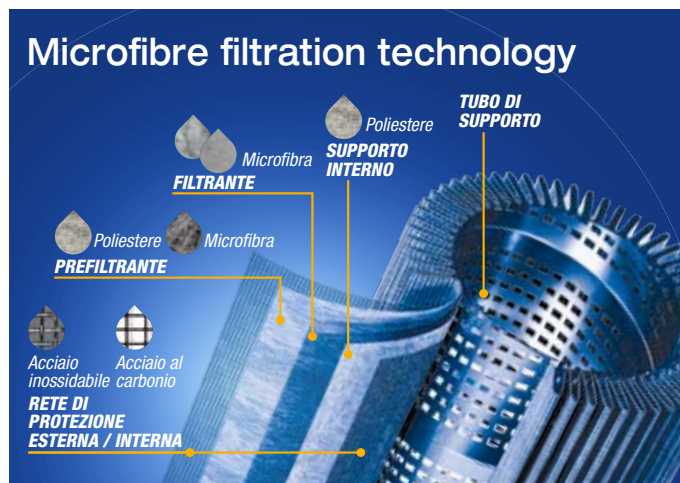 Microfibre filtration technology
TUBO DI
SUPPORTO
Poliestere
SUPPORTO
INTERNO
Microfibra
FILTRANTE
Poliestere
Microfibra
PREFILTRANTE
Acciaio
inossidabile
Acciaio al
carbonio
RETE DI
PROTEZIONE
ESTERNA / INTERNA